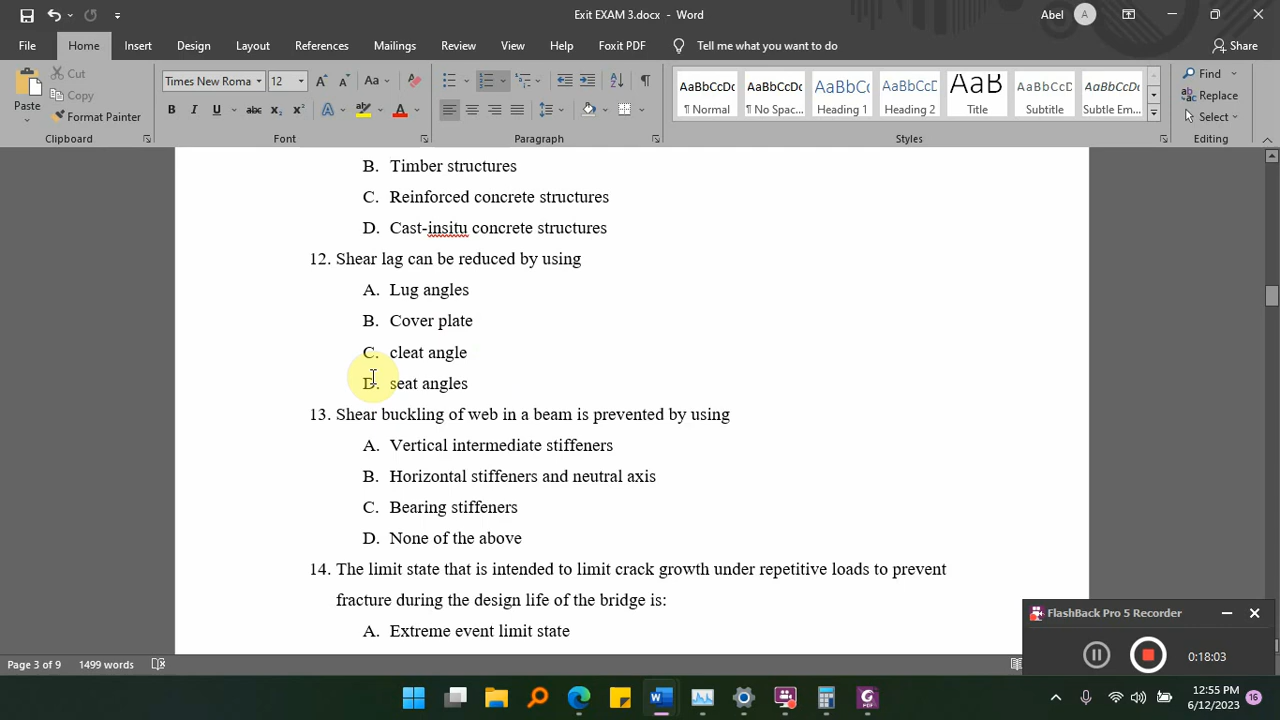 Exit EXAM 3.docx - Word
Abel
A
File
Home
Insert
Design
Layout
References
Mailings
Review
View
Help
Foxit PDF
Tell me what you want to do
Share
Paste
Cut
Copy
Format Painter
Clipboard
Times New Roma
12
Font
Paragraph
AaBbCcDc
¶ Normal
AaBbCcDc
¶ No Spac...
AaBbCc
Heading 1
AaBbCcD
Heading 2
AaB
Title
AaBbCcD
Subtitle
AaBbCcDc
Subtle Em...
Styles
Find
Replace
Select
Editing
B. Timber structures
C. Reinforced concrete structures
D. Cast-insitu concrete structures
12. Shear lag can be reduced by using
A. Lug angles
B. Cover plate
C. cleat angle
D. seat angles
13. Shear buckling of web in a beam is prevented by using
A. Vertical intermediate stiffeners
B. Horizontal stiffeners and neutral axis
C. Bearing stiffeners
D. None of the above
14. The limit state that is intended to limit crack growth under repetitive loads to prevent
fracture during the design life of the bridge is:
A. Extreme event limit state
FlashBack Pro 5 Recorder
00:18:03
Page 3 of 9
1499 words
12:55 PM
6/12/2023
16